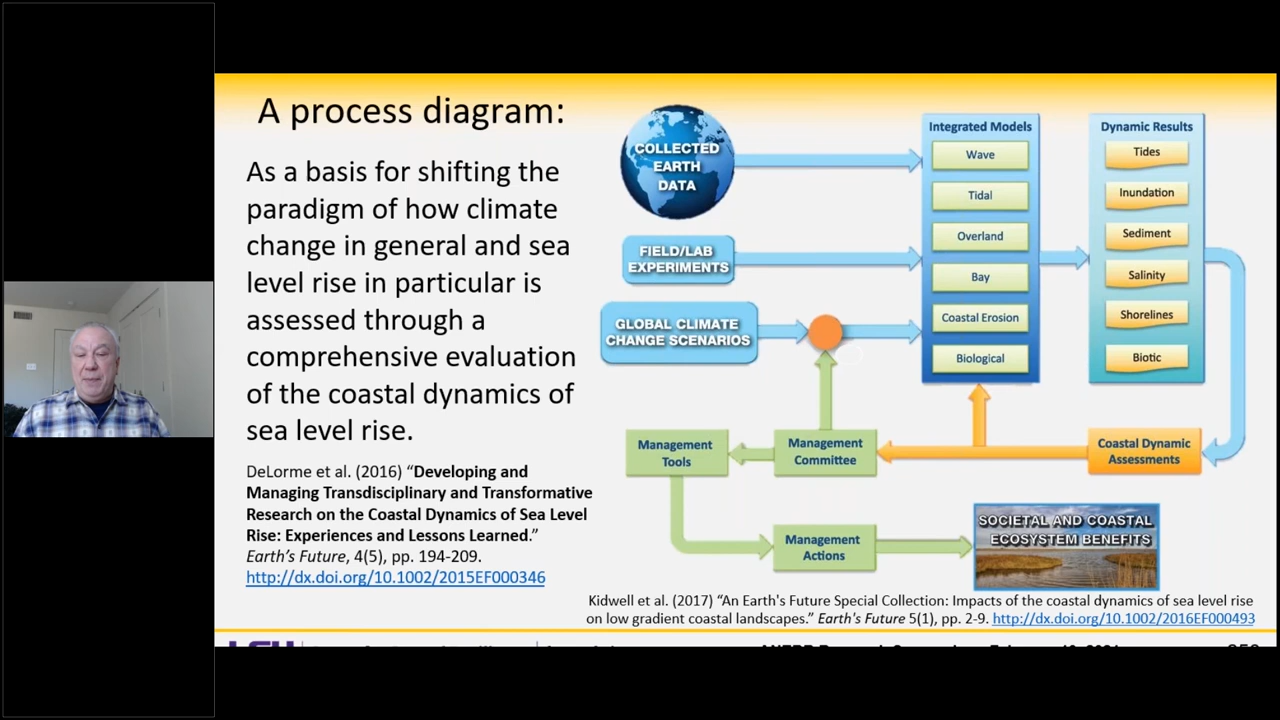 A process diagram:
As a basis for shifting the
paradigm of how climate
change in general and sea
level rise in particular is
assessed through a
comprehensive evaluation
of the coastal dynamics of
sea level rise.
DeLorme et al. (2016) “Developing and
Managing Transdisciplinary and Transformative
Research on the Coastal Dynamics of Sea Level
Rise: Experiences and Lessons Learned.”
Earth’s Future, 4(5), pp. 194-209.
http://dx.doi.org/10.1002/2015EF000346
COLLECTED
EARTH
DATA
FIELD/LAB
EXPERIMENTS
GLOBAL CLIMATE
CHANGE SCENARIOS
Integrated Models
Wave
Tidal
Overland
Bay
Coastal Erosion
Biological
Dynamic Results
Tides
Inundation
Sediment
Salinity
Shorelines
Biotic
Management
Tools
Management
Committee
Coastal Dynamic
Assessments
Management
Actions
SOCIETAL AND COASTAL
ECOSYSTEM BENEFITS
Kidwell et al. (2017) “An Earth's Future Special Collection: Impacts of the coastal dynamics of sea level rise
on low gradient coastal landscapes.” Earth's Future 5(1), pp. 2-9. http://dx.doi.org/10.1002/2016EF000493
LSU